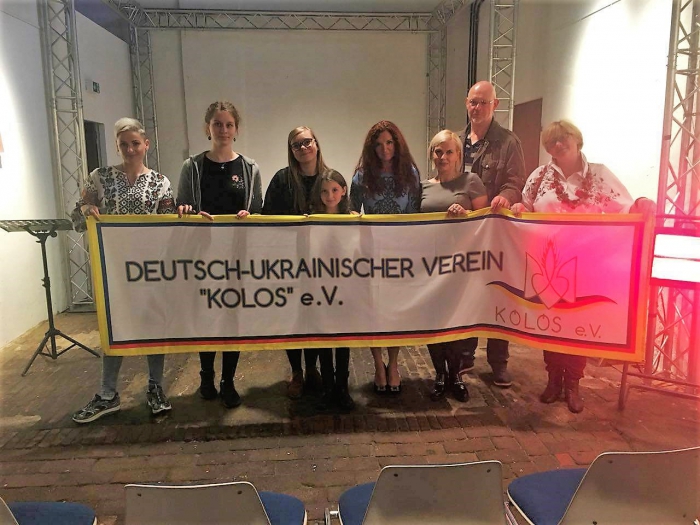 DEUTSCH-UKRAINISCHER VEREIN
"KOLOS" e.V.
KOLOS e.V.